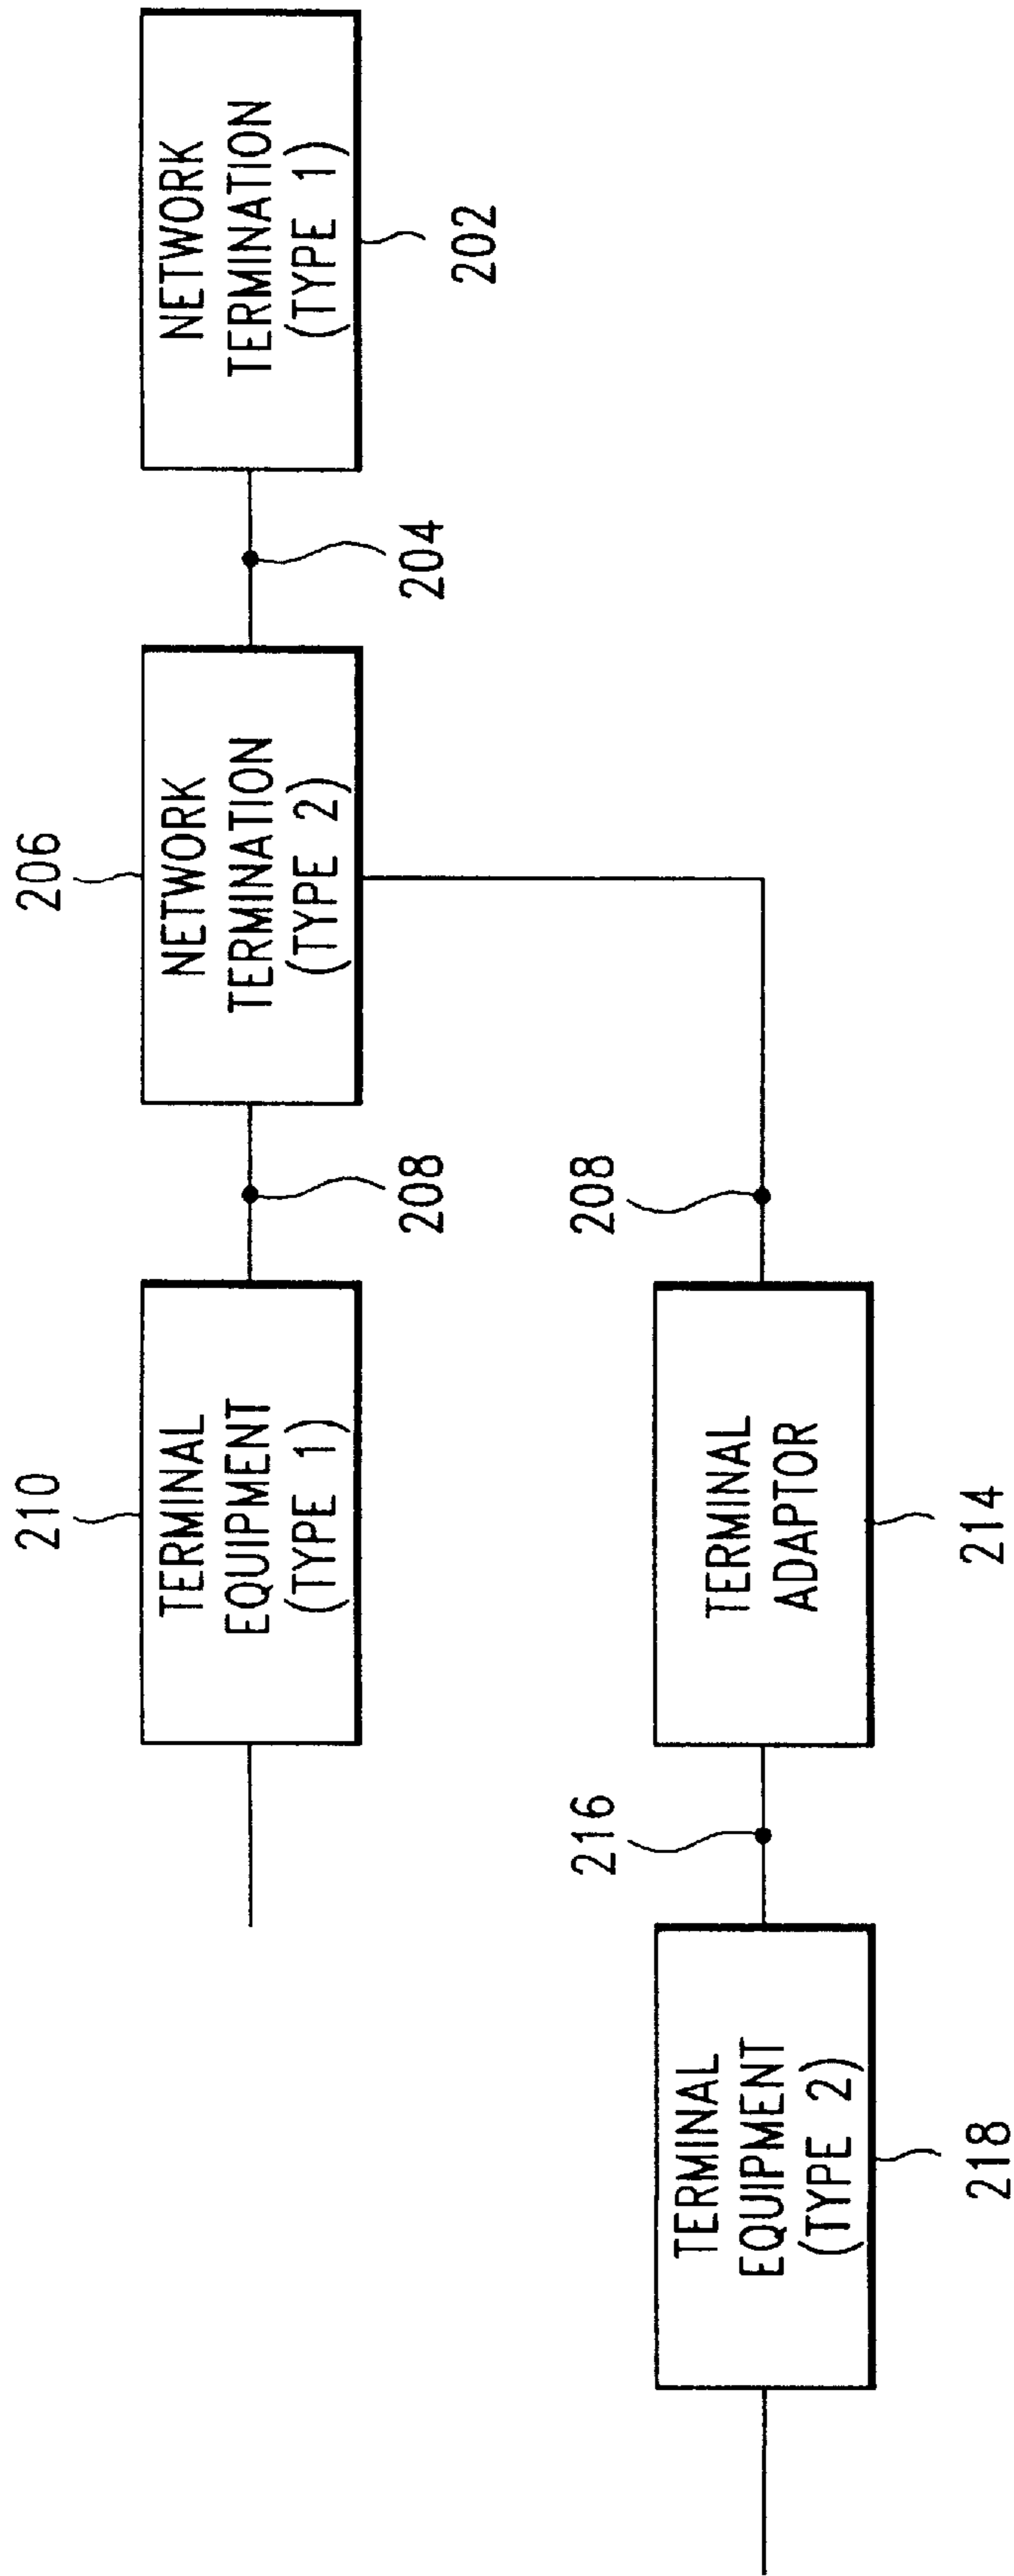 TERMINAL
EQUIPMENT
(TYPE 1)
210
208
NETWORK
TERMINATION
(TYPE 2)
206
204
NETWORK
TERMINATION
(TYPE 1)
202
TERMINAL
EQUIPMENT
(TYPE 2)
218
216
TERMINAL
ADAPTOR
214
208